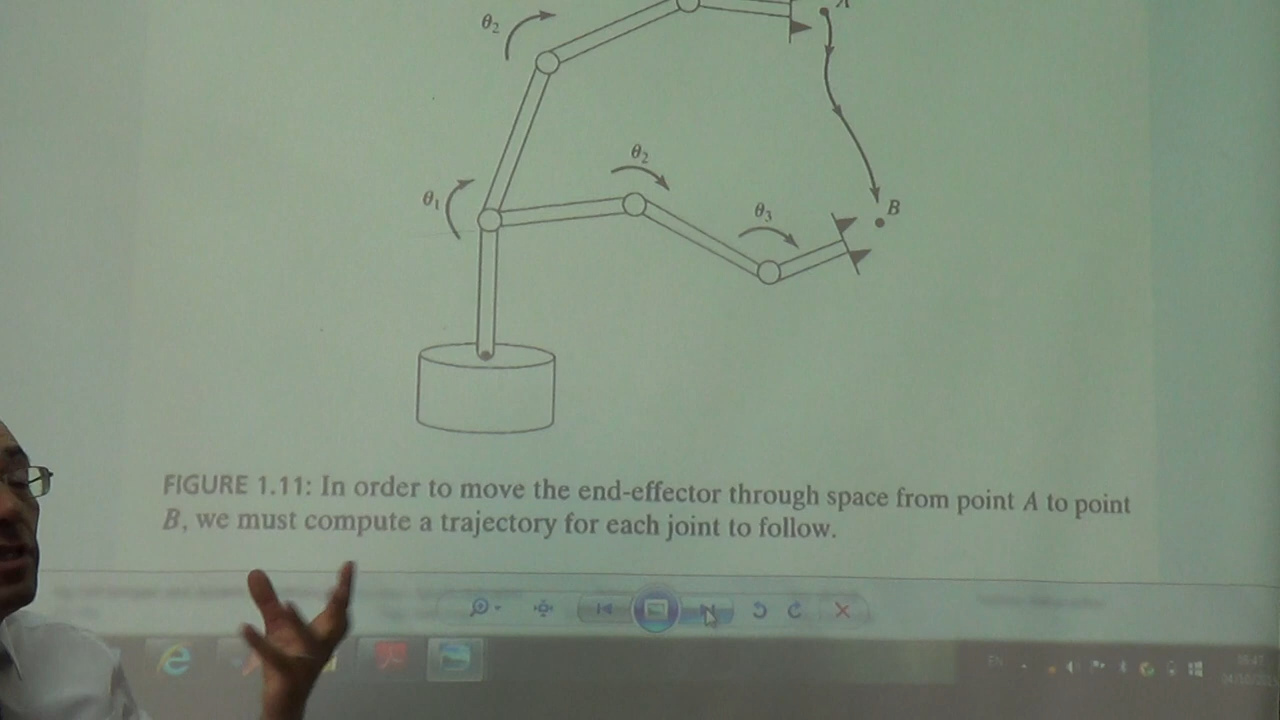 A
θ₂
θ₂
θ₁
θ₃
B
FIGURE 1.11: In order to move the end-effector through space from point A to point
B, we must compute a trajectory for each joint to follow.
EN